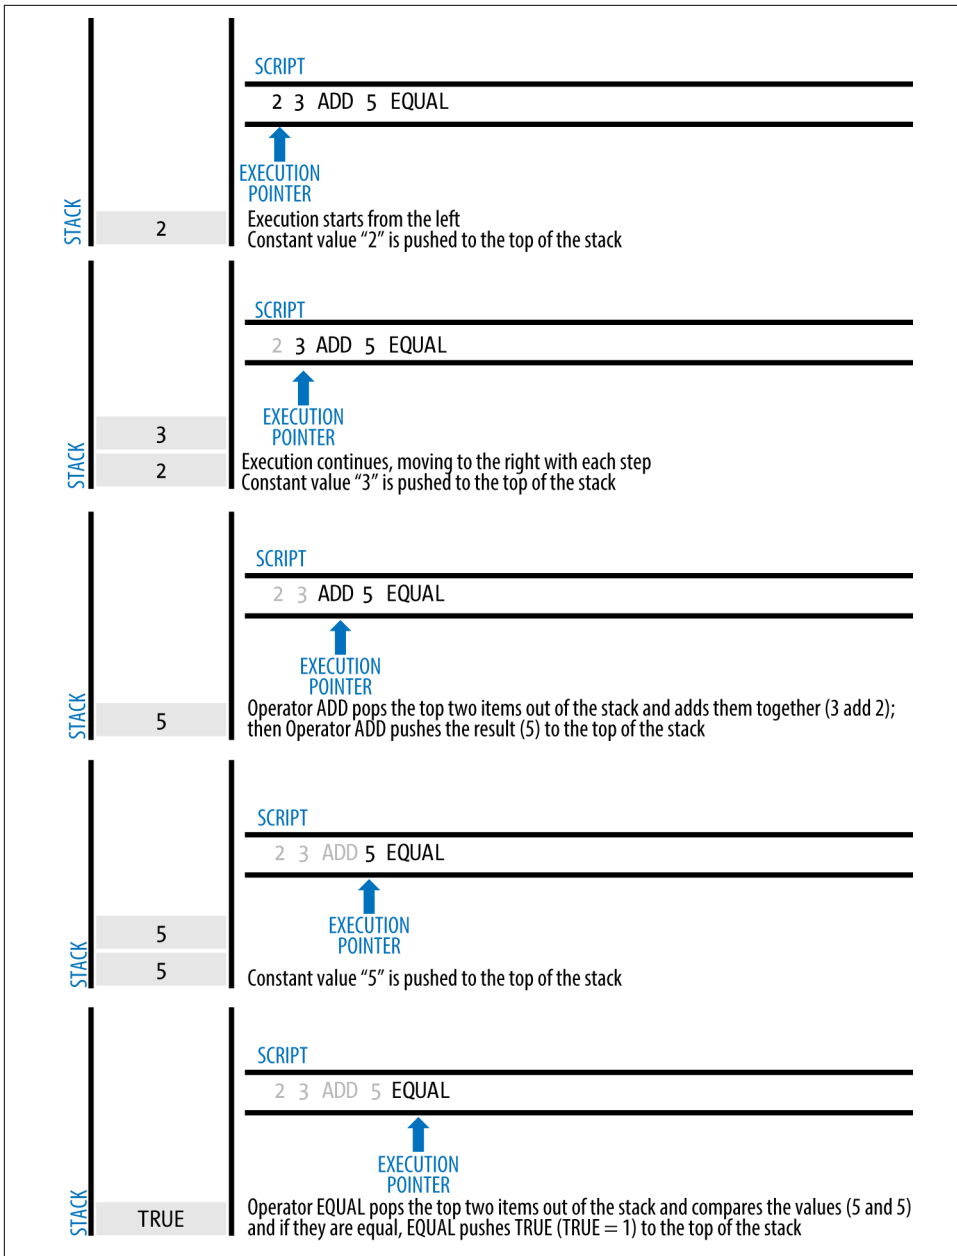 SCRIPT
2 3 ADD 5 EQUAL
EXECUTION
POINTER
STACK
2
Execution starts from the left
Constant value “2” is pushed to the top of the stack
SCRIPT
2 3 ADD 5 EQUAL
EXECUTION
POINTER
STACK
3
2
Execution continues, moving to the right with each step
Constant value “3” is pushed to the top of the stack
SCRIPT
2 3 ADD 5 EQUAL
EXECUTION
POINTER
STACK
5
Operator ADD pops the top two items out of the stack and adds them together (3 add 2);
then Operator ADD pushes the result (5) to the top of the stack
SCRIPT
2 3 ADD 5 EQUAL
EXECUTION
POINTER
STACK
5
5
Constant value “5” is pushed to the top of the stack
SCRIPT
2 3 ADD 5 EQUAL
EXECUTION
POINTER
STACK
TRUE
Operator EQUAL pops the top two items out of the stack and compares the values (5 and 5)
and if they are equal, EQUAL pushes TRUE (TRUE = 1) to the top of the stack